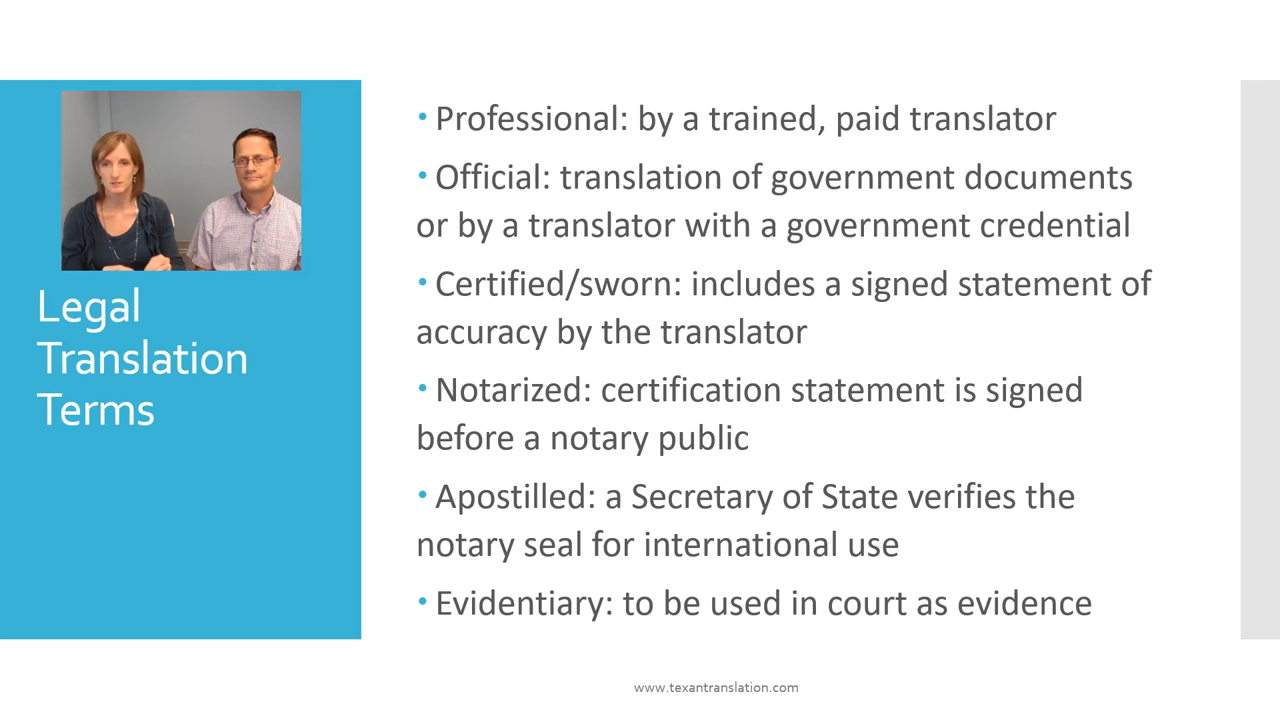 Legal
Translation
Terms
• Professional: by a trained, paid translator
• Official: translation of government documents
or by a translator with a government credential
• Certified/sworn: includes a signed statement of
accuracy by the translator
• Notarized: certification statement is signed
before a notary public
• Apostilled: a Secretary of State verifies the
notary seal for international use
• Evidentiary: to be used in court as evidence
www.texantranslation.com